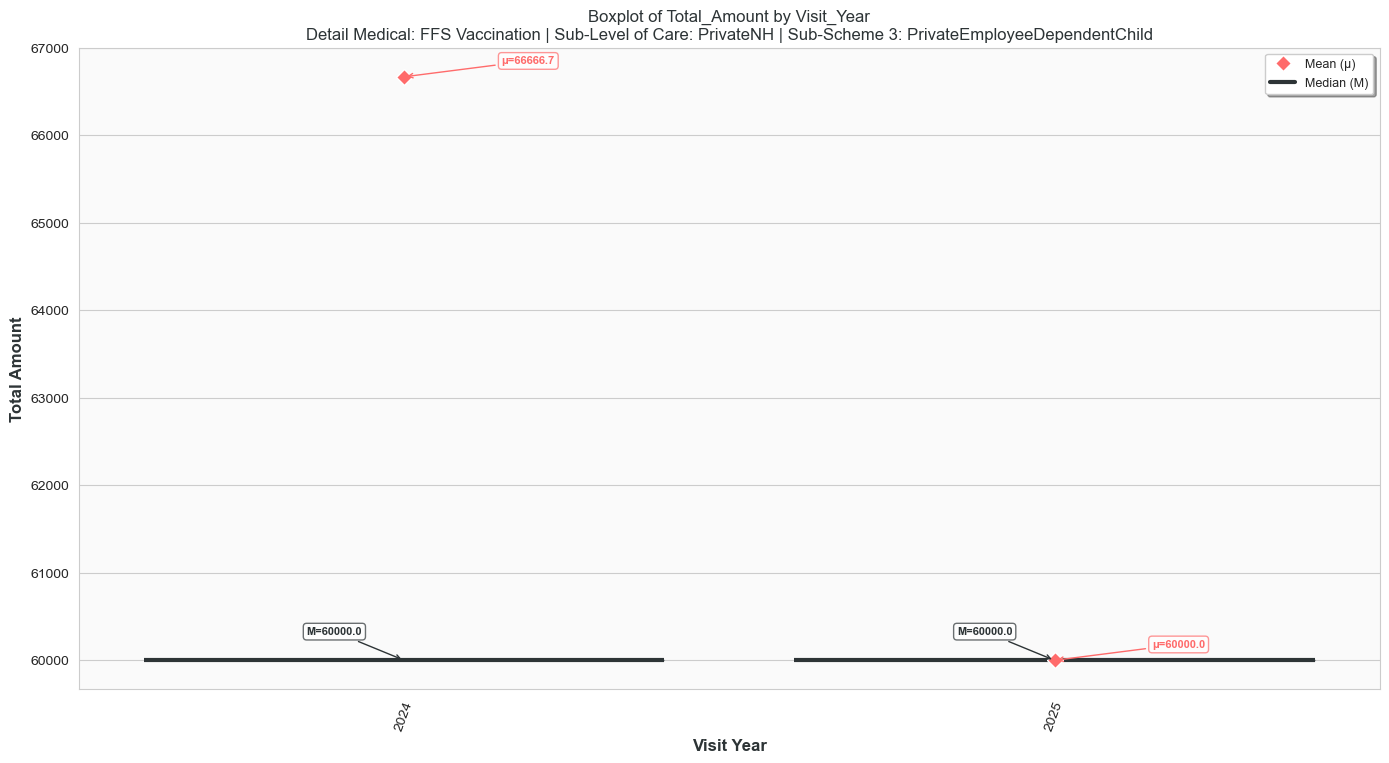 Boxplot of Total_Amount by Visit_Year
Detail Medical: FFS Vaccination | Sub-Level of Care: PrivateNH | Sub-Scheme 3: PrivateEmployeeDependentChild
67000
66000
65000
64000
63000
62000
61000
60000
Total Amount
μ=66666.7
Mean (μ)
Median (M)
M=60000.0
M=60000.0
μ=60000.0
2024
2025
Visit Year